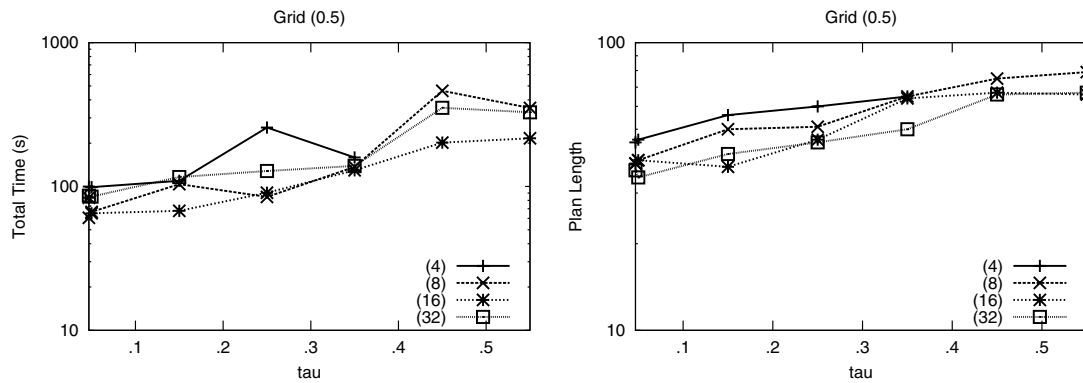 Grid (0.5)
1000
100
10
Total Time (s)
.1 .2 .3 .4 .5
tau
(4)
(8)
(16)
(32)
Grid (0.5)
100
10
Plan Length
.1 .2 .3 .4 .5
tau
(4)
(8)
(16)
(32)